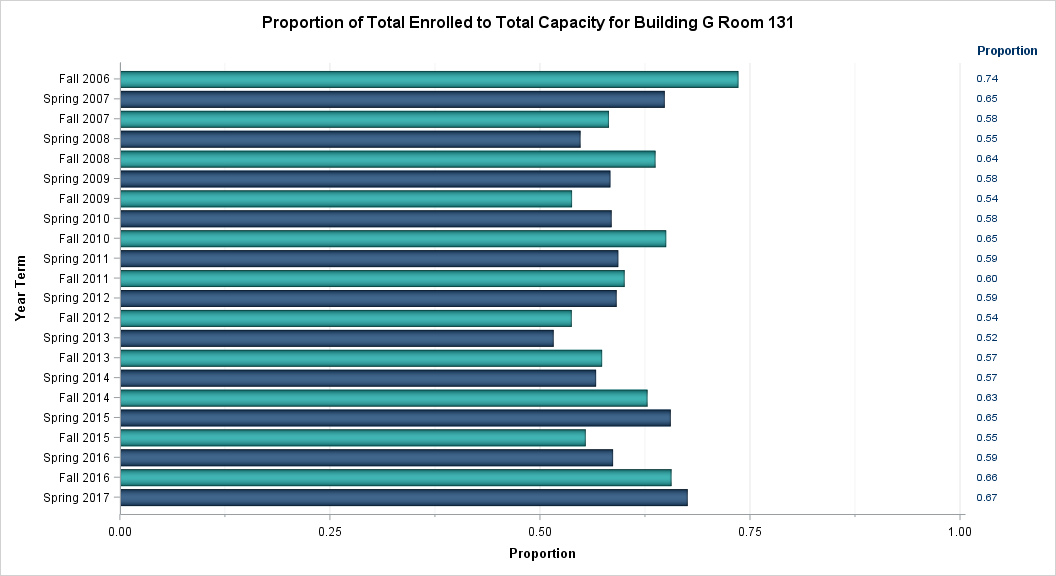 Proportion of Total Enrolled to Total Capacity for Building G Room 131
Proportion
Fall 2006 0.74
Spring 2007 0.65
Fall 2007 0.58
Spring 2008 0.55
Fall 2008 0.64
Spring 2009 0.58
Fall 2009 0.54
Spring 2010 0.58
Fall 2010 0.65
Spring 2011 0.59
Fall 2011 0.60
Spring 2012 0.59
Fall 2012 0.54
Spring 2013 0.52
Fall 2013 0.57
Spring 2014 0.57
Fall 2014 0.63
Spring 2015 0.65
Fall 2015 0.55
Spring 2016 0.59
Fall 2016 0.66
Spring 2017 0.67
Year Term
0.00 0.25 0.50 0.75 1.00
Proportion